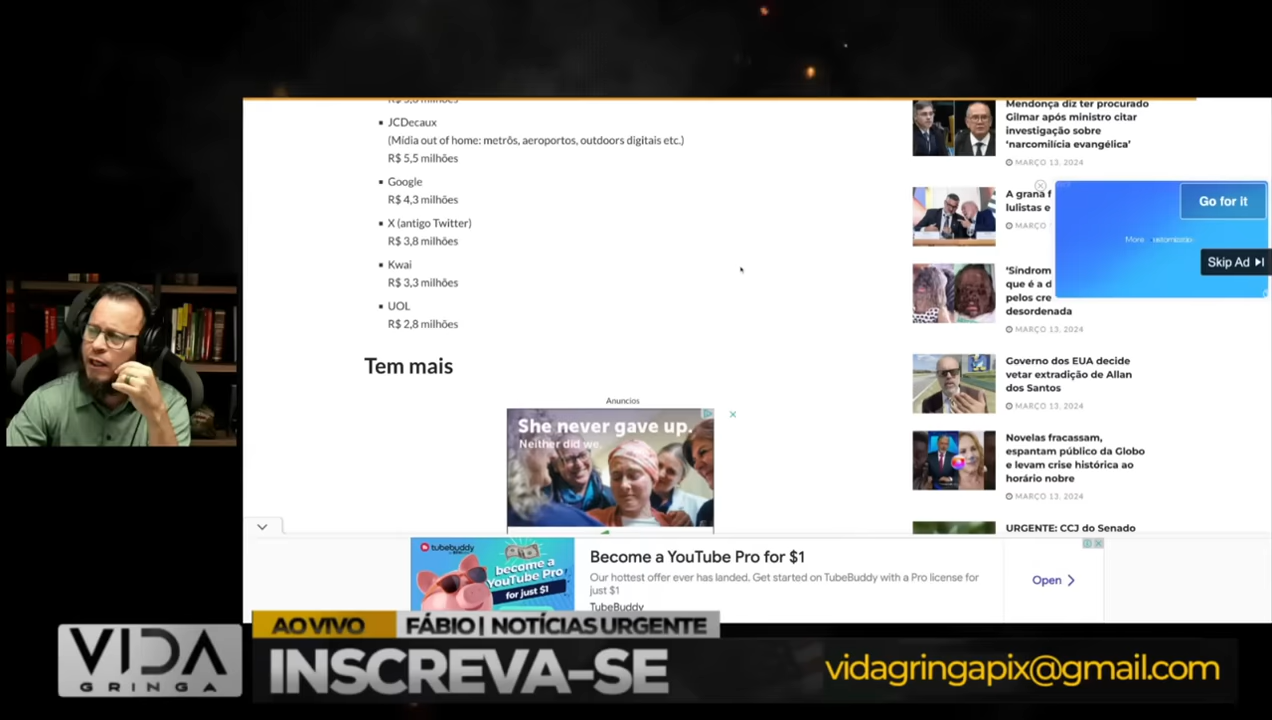 JCDecaux
(Mídia out of home: metrôs, aeroportos, outdoors digitais etc.)
R$ 5,5 milhões
Google
R$ 4,3 milhões
X (antigo Twitter)
R$ 3,8 milhões
Kwai
R$ 3,3 milhões
UOL
R$ 2,8 milhões
Tem mais
Anuncios
She never gave up.
Neither did we.
Mendonça diz ter procurado
Gilmar após ministro citar
investigação sobre
'narcomilícia evangélica'
MARÇO 13, 2024
A grana f
lulistas e
MARÇO
'Síndrom
que é a d
pelos cre
desordenada
MARÇO 13, 2024
Governo dos EUA decide
vetar extradição de Allan
dos Santos
MARÇO 13, 2024
Novelas fracassam,
espantam público da Globo
e levam crise histórica ao
horário nobre
MARÇO 13, 2024
URGENTE: CCJ do Senado
Go for it
More
Skip Ad
tubebuddy
become a
YouTube Pro
for just $1
Become a YouTube Pro for $1
Our hottest offer ever has landed. Get started on TubeBuddy with a Pro license for
just $1
TubeBuddy
Open
AO VIVO
FÁBIO | NOTÍCIAS URGENTE
VIDA
GRINGA
INSCREVA-SE
vidagringapix@gmail.com